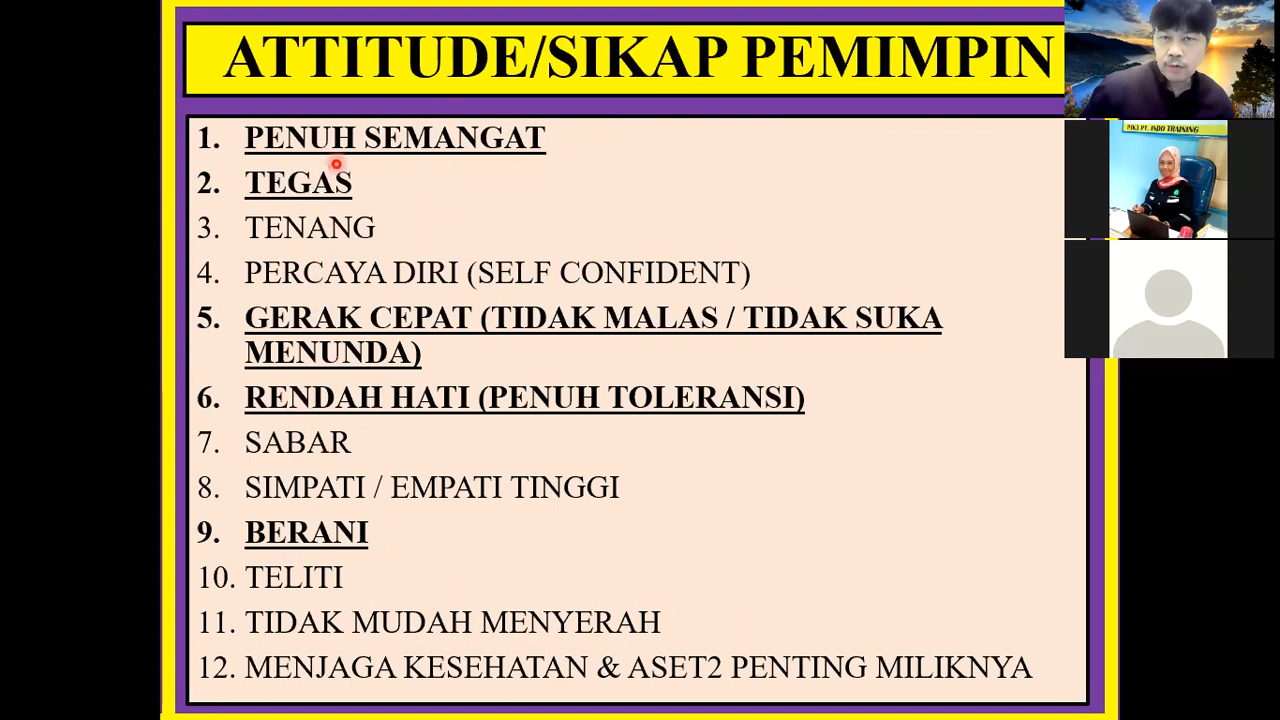 ATTITUDE/SIKAP PEMIMPIN
1. PENUH SEMANGAT
2. TEGAS
3. TENANG
4. PERCAYA DIRI (SELF CONFIDENT)
5. GERAK CEPAT (TIDAK MALAS / TIDAK SUKA
MENUNDA)
6. RENDAH HATI (PENUH TOLERANSI)
7. SABAR
8. SIMPATI / EMPATI TINGGI
9. BERANI
10. TELITI
11. TIDAK MUDAH MENYERAH
12. MENJAGA KESEHATAN & ASET2 PENTING MILIKNYA
PJK3 PT. INDO TRAINING